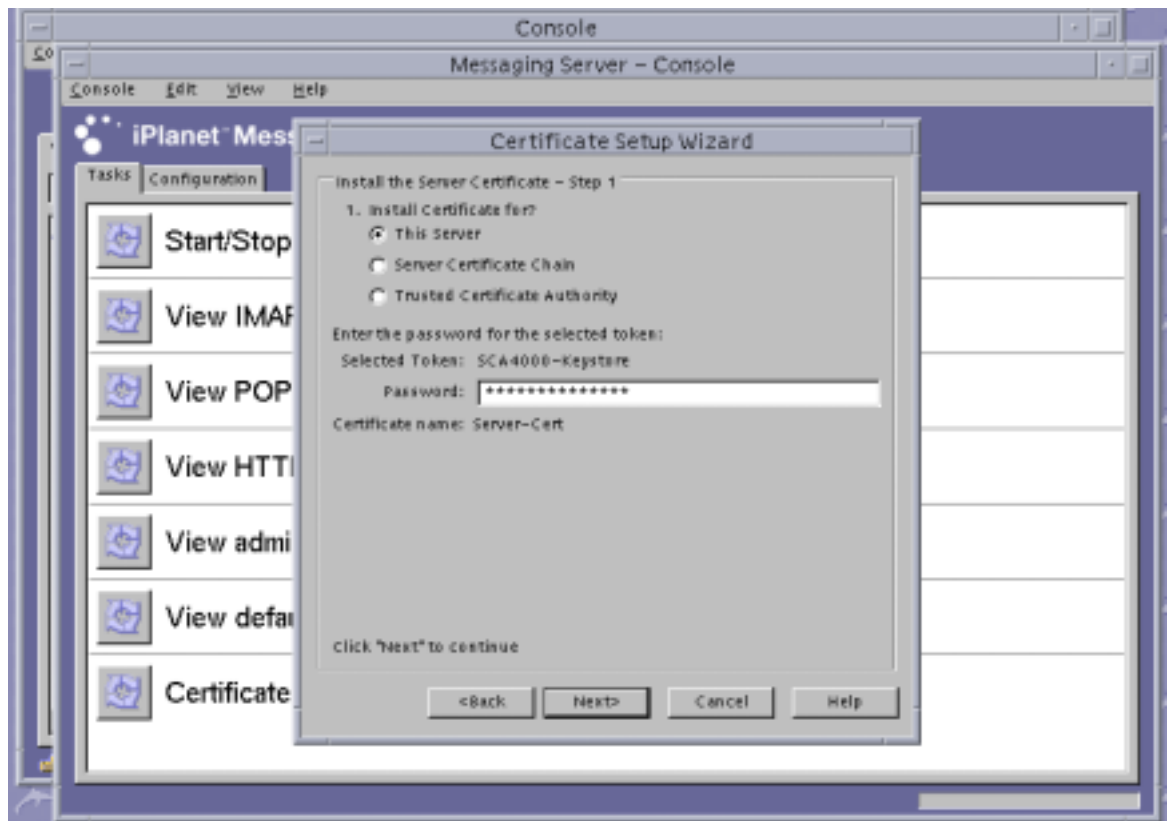 Console
Co
Messaging Server – Console
Console Edit View Help
iPlanet Mess
Tasks Configuration
Start/Stop
View IMAP
View POP
View HTT
View admi
View defau
Certificate
Certificate Setup Wizard
Install the Server Certificate – Step 1
1. Install Certificate for?
This Server
Server Certificate Chain
Trusted Certificate Authority
Enter the password for the selected token:
Selected Token: SCA4000-Keystore
Password: **************
Certificate name: Server-Cert
Click "Next" to continue
<Back Next> Cancel Help